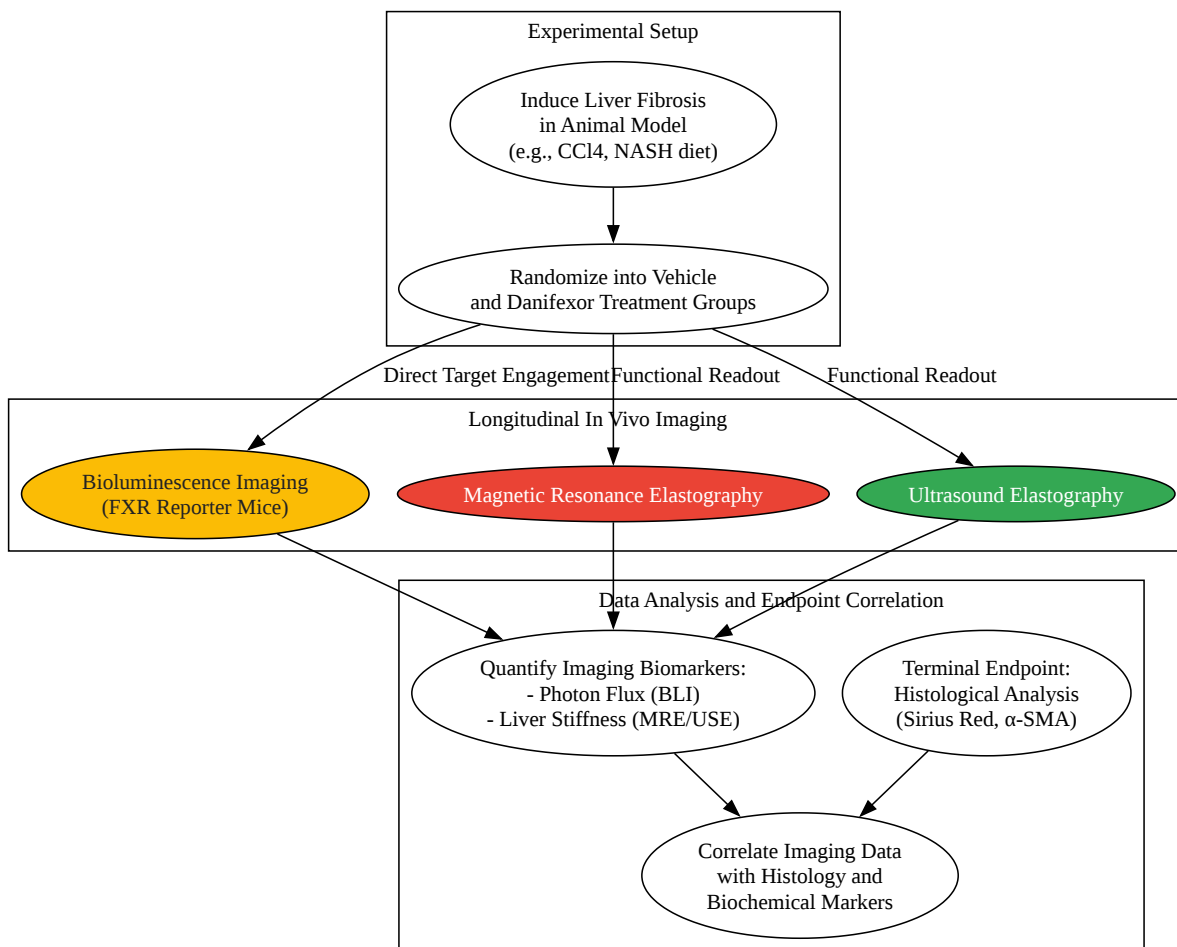 Experimental Setup
Induce Liver Fibrosis
in Animal Model
(e.g., CCl4, NASH diet)
Randomize into Vehicle
and Danifexor Treatment Groups
Direct Target Engagement
Functional Readout
Functional Readout
Longitudinal In Vivo Imaging
Bioluminescence Imaging
(FXR Reporter Mice)
Magnetic Resonance Elastography
Ultrasound Elastography
Data Analysis and Endpoint Correlation
Quantify Imaging Biomarkers:
- Photon Flux (BLI)
- Liver Stiffness (MRE/USE)
Terminal Endpoint:
Histological Analysis
(Sirius Red, α-SMA)
Correlate Imaging Data
with Histology and
Biochemical Markers